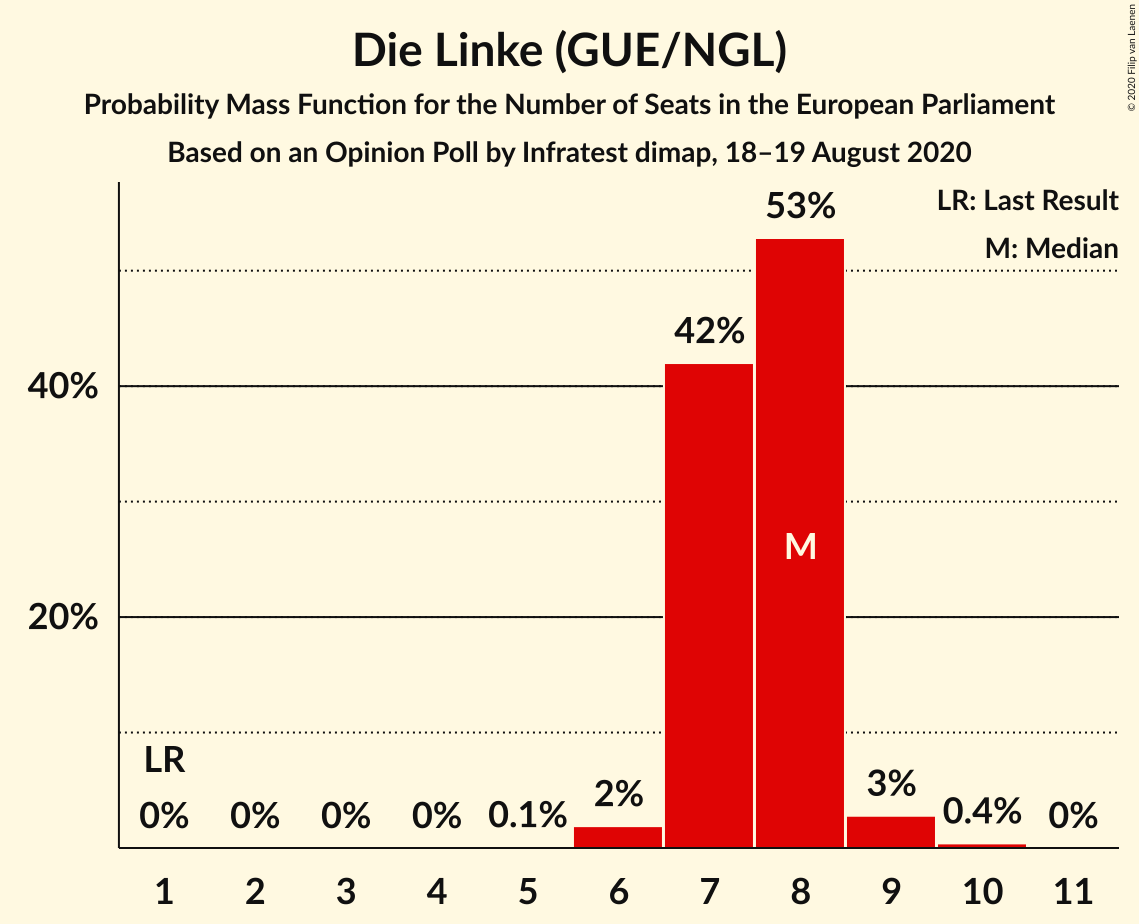 Die Linke (GUE/NGL)
Probability Mass Function for the Number of Seats in the European Parliament
Based on an Opinion Poll by Infratest dimap, 18–19 August 2020
© 2020 Filip van Laenen
LR: Last Result
M: Median
53%
42%
40%
M
20%
LR
0% 0% 0% 0% 0.1% 2% 3% 0.4% 0%
1 2 3 4 5 6 7 8 9 10 11